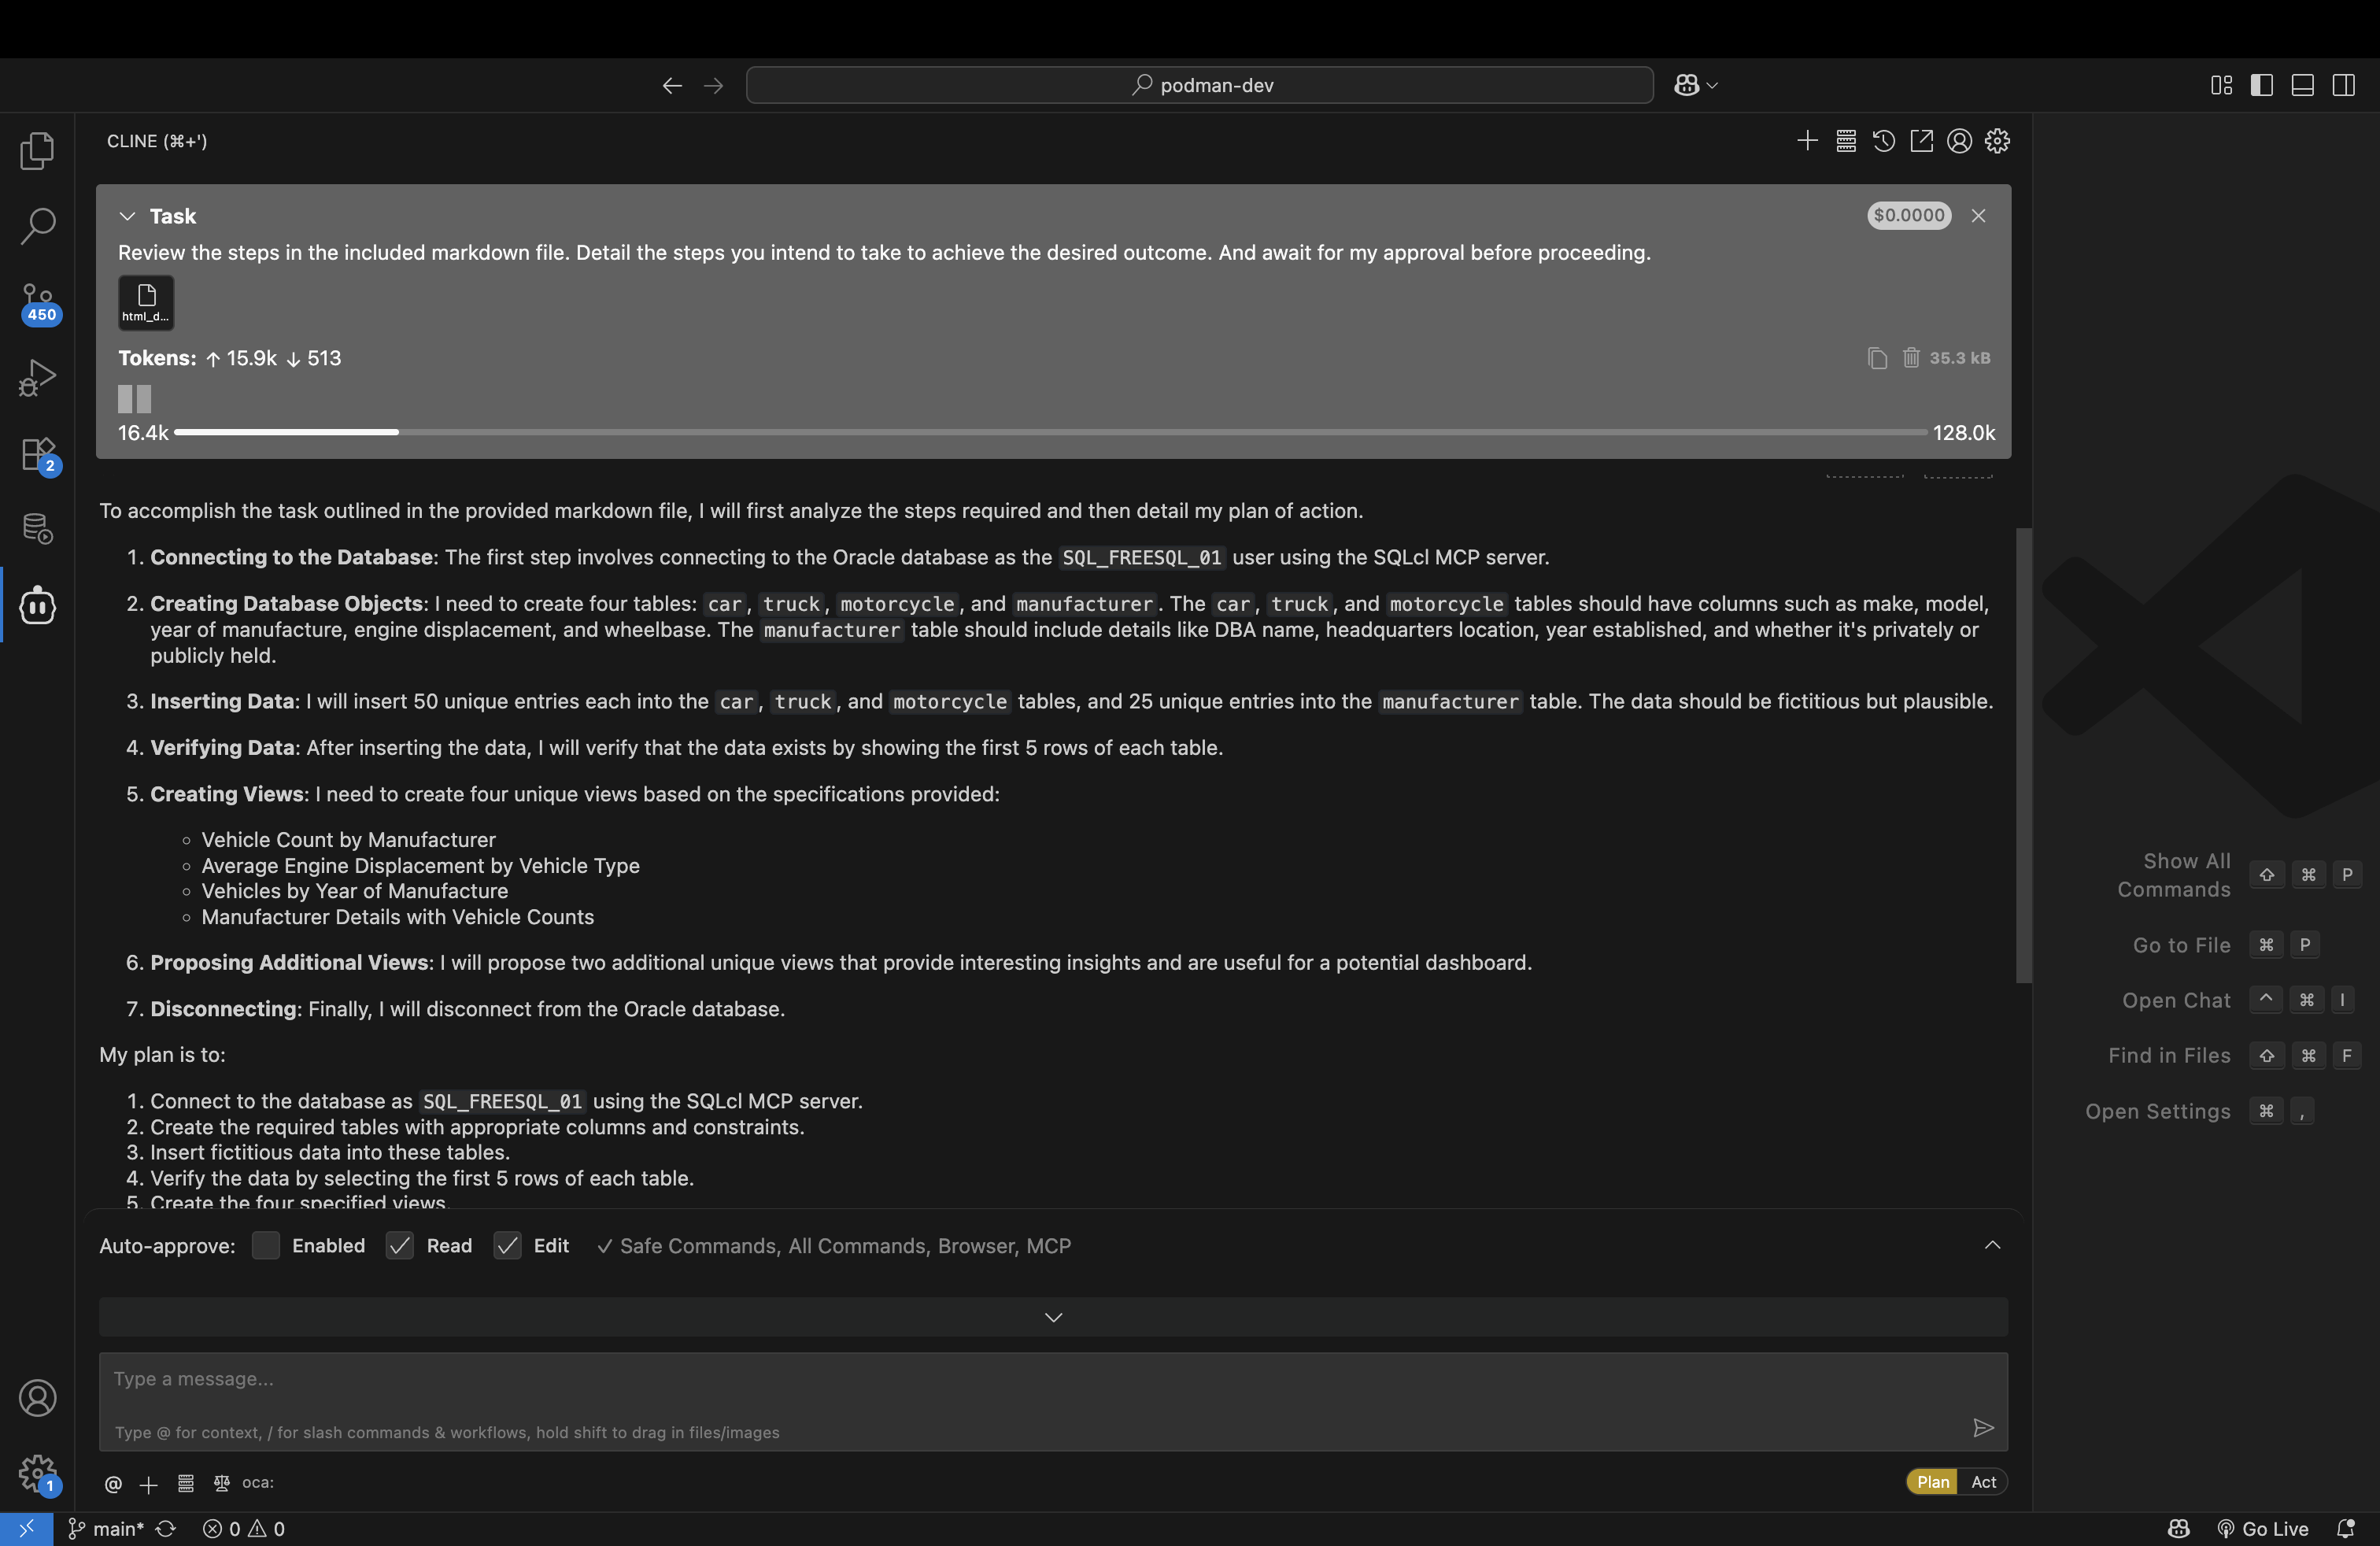 podman-dev
CLINE (⌘+')
Task
$0.0000
Review the steps in the included markdown file. Detail the steps you intend to take to achieve the desired outcome. And await for my approval before proceeding.
html_d...
Tokens: ↑ 15.9k ↓ 513
35.3 kB
16.4k
128.0k
To accomplish the task outlined in the provided markdown file, I will first analyze the steps required and then detail my plan of action.
1. Connecting to the Database: The first step involves connecting to the Oracle database as the SQL_FREESQL_01 user using the SQLcl MCP server.
2. Creating Database Objects: I need to create four tables: car, truck, motorcycle, and manufacturer. The car, truck, and motorcycle tables should have columns such as make, model,
year of manufacture, engine displacement, and wheelbase. The manufacturer table should include details like DBA name, headquarters location, year established, and whether it's privately or
publicly held.
3. Inserting Data: I will insert 50 unique entries each into the car, truck, and motorcycle tables, and 25 unique entries into the manufacturer table. The data should be fictitious but plausible.
4. Verifying Data: After inserting the data, I will verify that the data exists by showing the first 5 rows of each table.
5. Creating Views: I need to create four unique views based on the specifications provided:
◦ Vehicle Count by Manufacturer
◦ Average Engine Displacement by Vehicle Type
◦ Vehicles by Year of Manufacture
◦ Manufacturer Details with Vehicle Counts
6. Proposing Additional Views: I will propose two additional unique views that provide interesting insights and are useful for a potential dashboard.
7. Disconnecting: Finally, I will disconnect from the Oracle database.
My plan is to:
1. Connect to the database as SQL_FREESQL_01 using the SQLcl MCP server.
2. Create the required tables with appropriate columns and constraints.
3. Insert fictitious data into these tables.
4. Verify the data by selecting the first 5 rows of each table.
5. Create the four specified views.
Auto-approve: Enabled ✓ Read ✓ Edit ✓ Safe Commands, All Commands, Browser, MCP
Type a message...
Type @ for context, / for slash commands & workflows, hold shift to drag in files/images
@ + oca:
Plan Act
450
2
1
Show All
Commands ⇧ ⌘ P
Go to File ⌘ P
Open Chat ^ ⌘ I
Find in Files ⇧ ⌘ F
Open Settings ⌘ ,
main* 0 0
Go Live